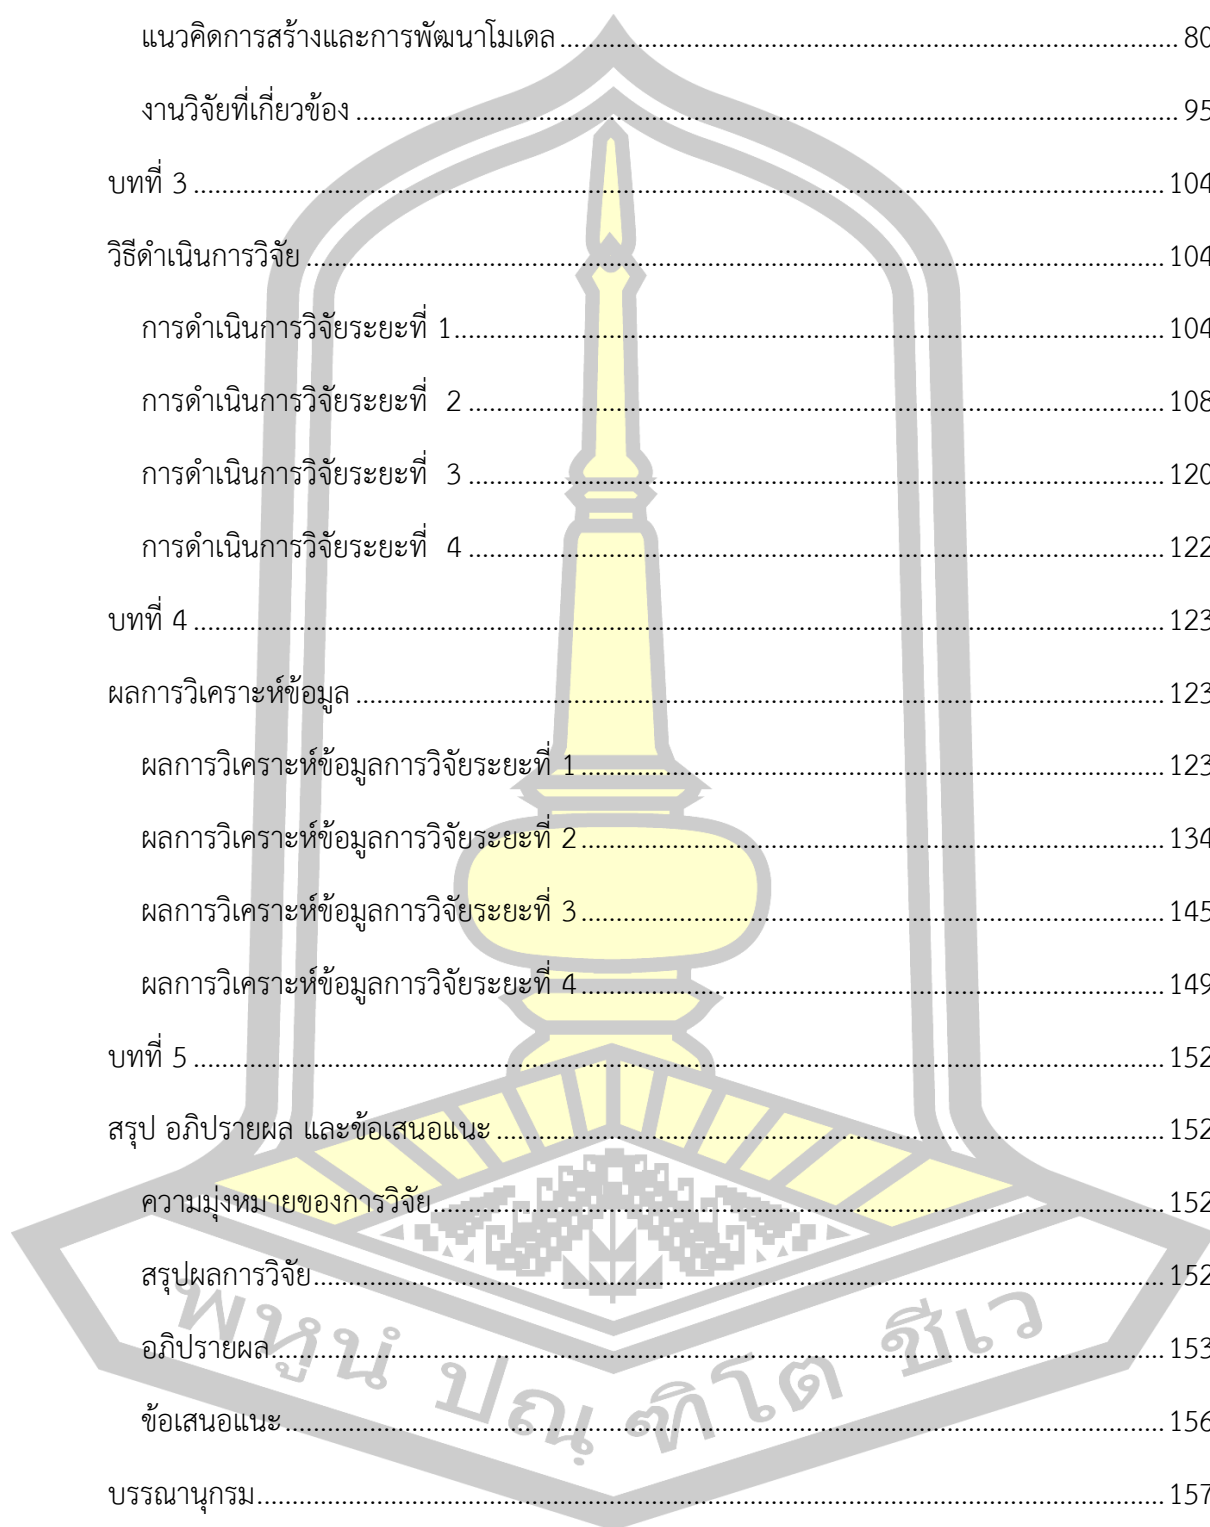 แนวคิดการสร้างและการพัฒนาโมเดล ........ 80
งานวิจัยที่เกี่ยวข้อง ........ 95
บทที่ 3 ........ 104
วิธีดำเนินการวิจัย ........ 104
การดำเนินการวิจัยระยะที่ 1 ........ 104
การดำเนินการวิจัยระยะที่ 2 ........ 108
การดำเนินการวิจัยระยะที่ 3 ........ 120
การดำเนินการวิจัยระยะที่ 4 ........ 122
บทที่ 4 ........ 123
ผลการวิเคราะห์ข้อมูล ........ 123
ผลการวิเคราะห์ข้อมูลการวิจัยระยะที่ 1 ........ 123
ผลการวิเคราะห์ข้อมูลการวิจัยระยะที่ 2 ........ 134
ผลการวิเคราะห์ข้อมูลการวิจัยระยะที่ 3 ........ 145
ผลการวิเคราะห์ข้อมูลการวิจัยระยะที่ 4 ........ 149
บทที่ 5 ........ 152
สรุป อภิปรายผล และข้อเสนอแนะ ........ 152
ความมุ่งหมายของการวิจัย ........ 152
สรุปผลการวิจัย ........ 152
อภิปรายผล ........ 153
ข้อเสนอแนะ ........ 156
บรรณานุกรม ........ 157
พหูนํ ปณฺฑิโต ชีเว